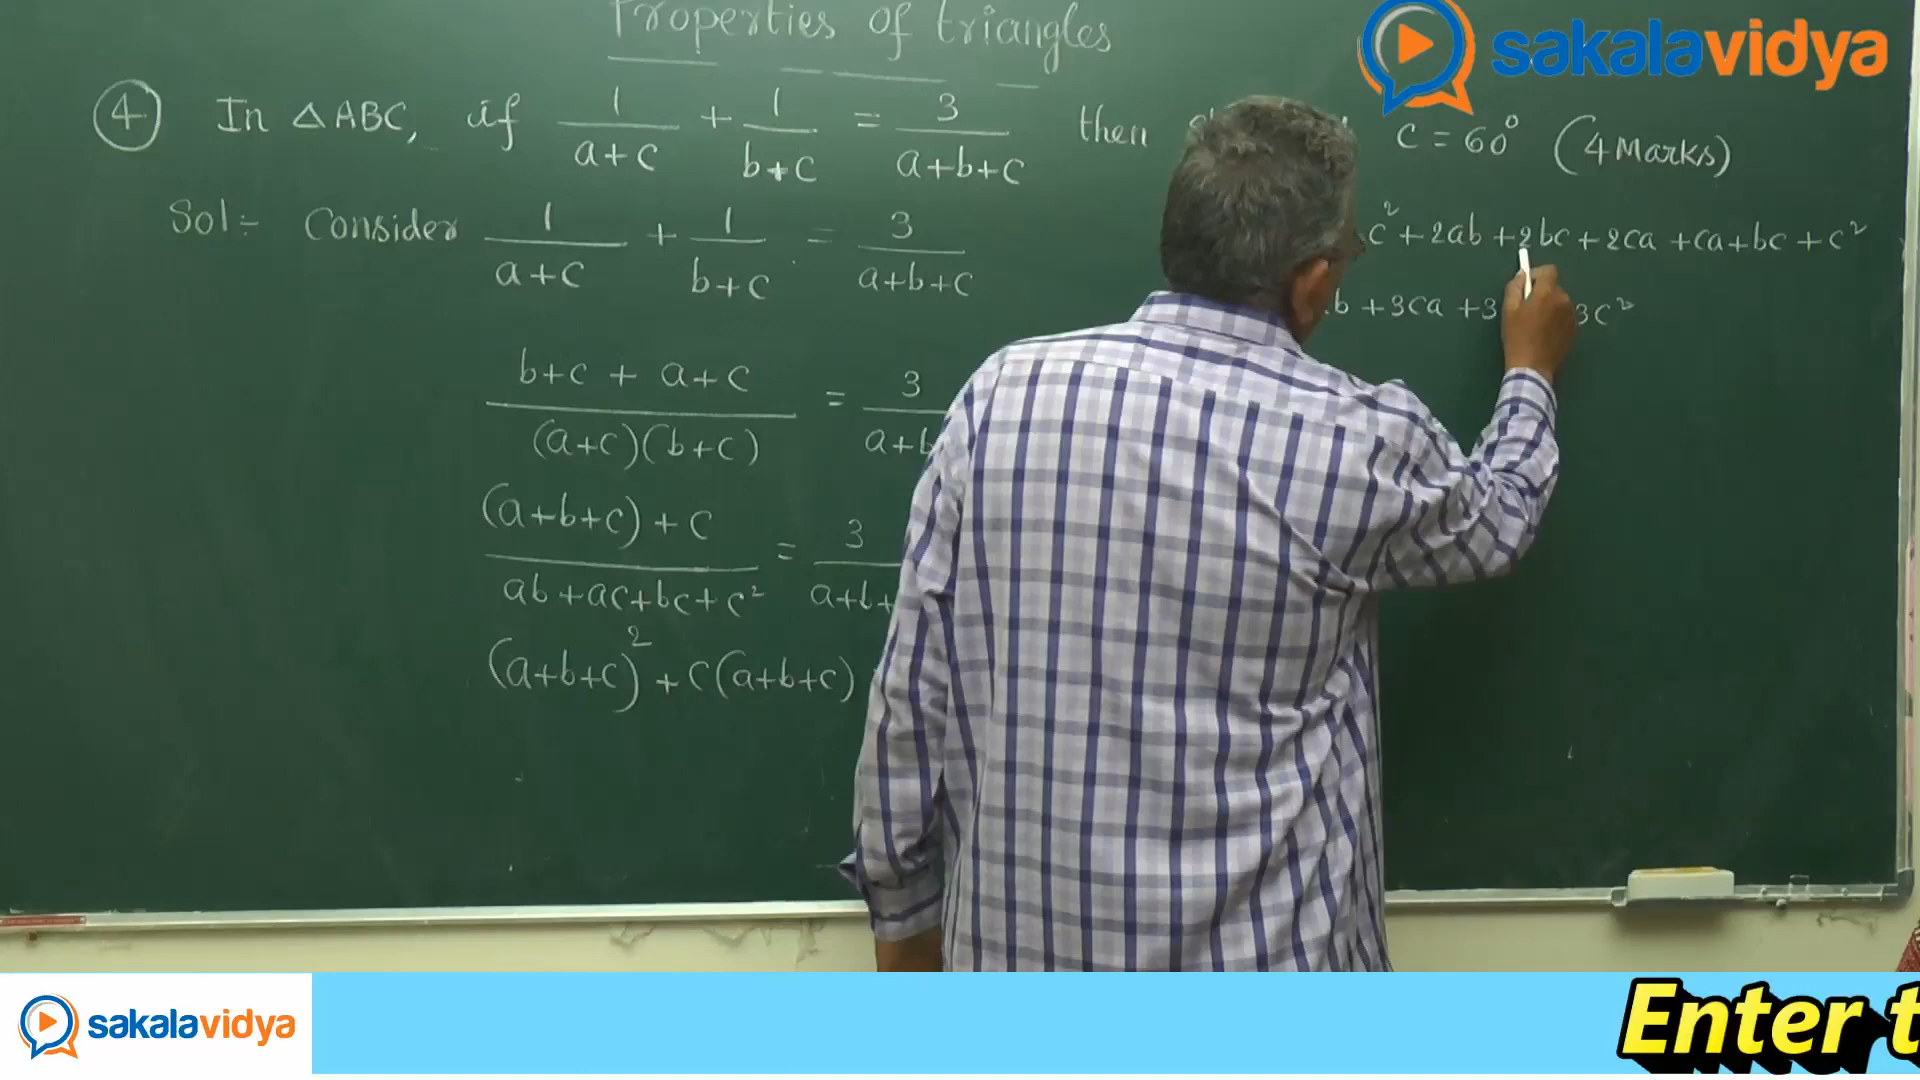 Properties of triangles
sakalavidya
4 In △ABC, if 1/(a+c) + 1/(b+c) = 3/(a+b+c) then C = 60° (4 Marks)
Sol:- Consider 1/(a+c) + 1/(b+c) = 3/(a+b+c)
(b+c + a+c)/((a+c)(b+c)) = 3/(a+b
((a+b+c) + c)/(ab+ac+bc+c²) = 3/(a+b+
(a+b+c)² + c(a+b+c)
c² + 2ab + 2bc + 2ca + ca + bc + c²
b + 3ca + 3 3c²
sakalavidya
Enter t